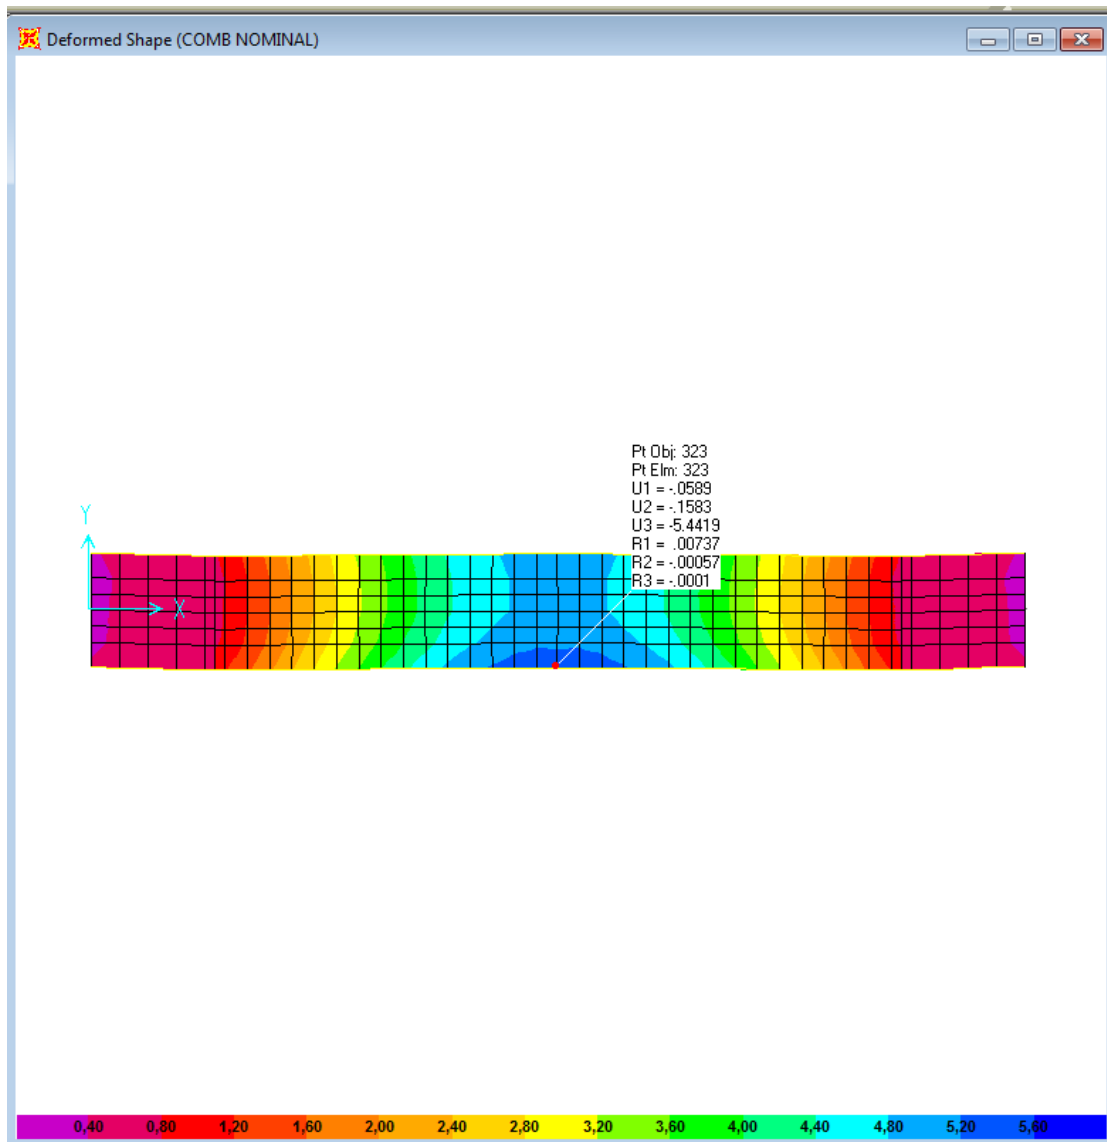 Deformed Shape (COMB NOMINAL)
Pt Obj: 323
Pt Elm: 323
U1 = -.0589
U2 = -.1583
U3 = -5.4419
R1 = .00737
R2 = -.00057
R3 = -.0001
Y
X
0,40 0,80 1,20 1,60 2,00 2,40 2,80 3,20 3,60 4,00 4,40 4,80 5,20 5,60